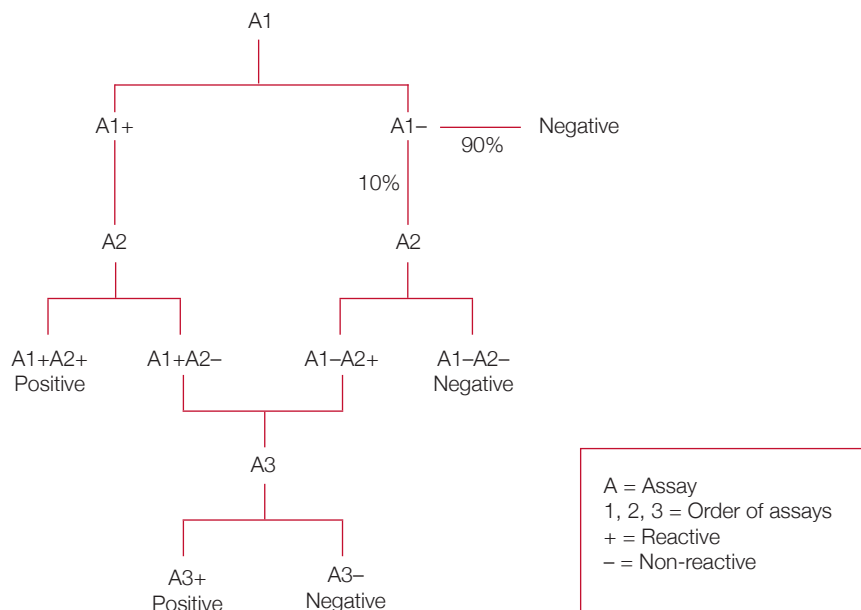 A1
A1+
A1–
Negative
90%
10%
A2
A2
A1+A2+
Positive
A1+A2–
A1–A2+
A1–A2–
Negative
A3
A3+
Positive
A3–
Negative
A = Assay
1, 2, 3 = Order of assays
+ = Reactive
– = Non-reactive